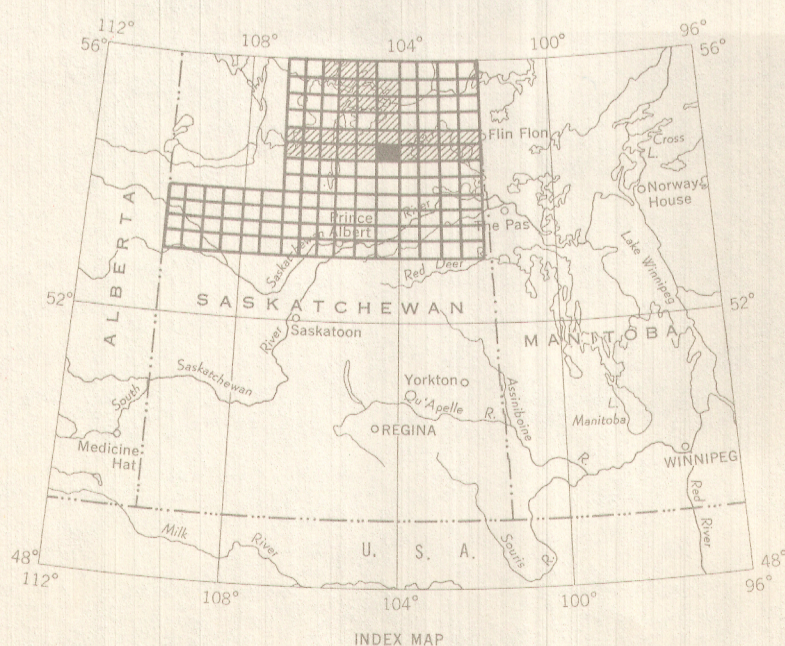 112°
108°
104°
100°
96°
56°
56°
Flin Flon
Cross
L.
Norway
House
ALBERTA
Prince
Albert
River
The Pas
Saskatchewan
Red Deer
Lake Winnipeg
52°
SASKATCHEWAN
52°
MANITOBA
Saskatoon
River
Saskatchewan
South
Yorkton
Qu'Apelle
R.
Assiniboine
R.
L.
Manitoba
REGINA
Medicine
Hat
WINNIPEG
Red
River
Milk
River
U. S. A.
Souris
R.
48°
112°
108°
104°
100°
48°
96°
INDEX MAP